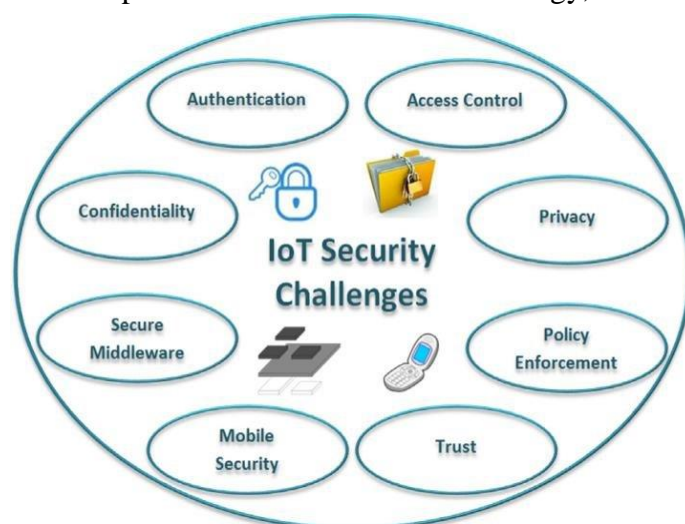 Authentication
Access Control
Confidentiality
Privacy
IoT Security
Challenges
Secure
Middleware
Policy
Enforcement
Mobile
Security
Trust